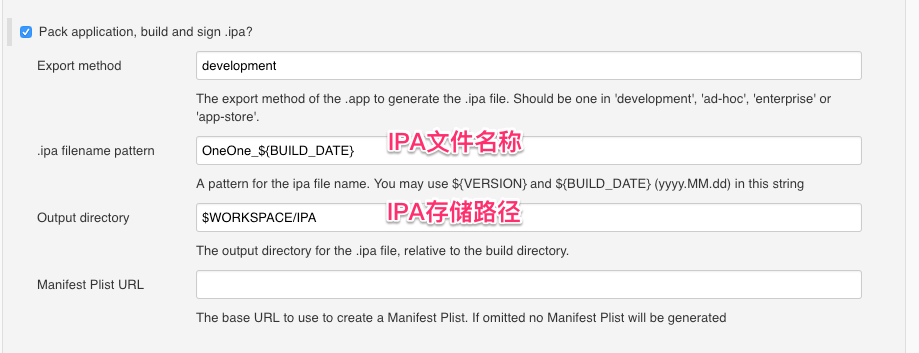 Pack application, build and sign .ipa?
Export method
development
The export method of the .app to generate the .ipa file. Should be one in 'development', 'ad-hoc', 'enterprise' or
'app-store'.
IPA文件名称
.ipa filename pattern
OneOne_${BUILD_DATE}
A pattern for the ipa file name. You may use ${VERSION} and ${BUILD_DATE} (yyyy.MM.dd) in this string
IPA存储路径
Output directory
$WORKSPACE/IPA
The output directory for the .ipa file, relative to the build directory.
Manifest Plist URL
The base URL to use to create a Manifest Plist. If omitted no Manifest Plist will be generated